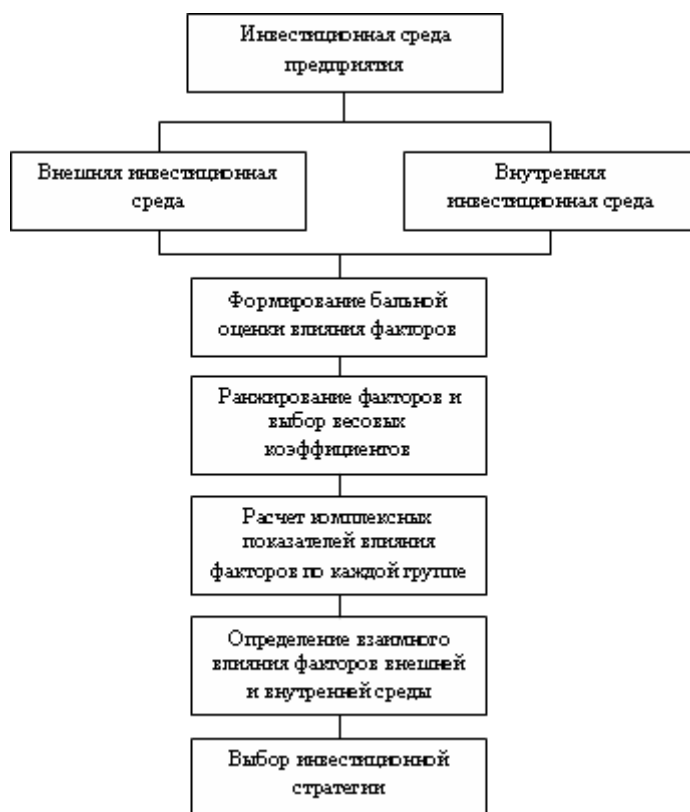 Инвестиционная среда
предприятия
Внешняя инвестиционная
среда
Внутренняя
инвестиционная среда
Формирование бальной
оценки влияния факторов
Ранжирование факторов и
выбор весовых
коэффициентов
Расчет комплексных
показателей влияния
факторов по каждой группе
Определение взаимного
влияния факторов внешней
и внутренней среды
Выбор инвестиционной
стратегии